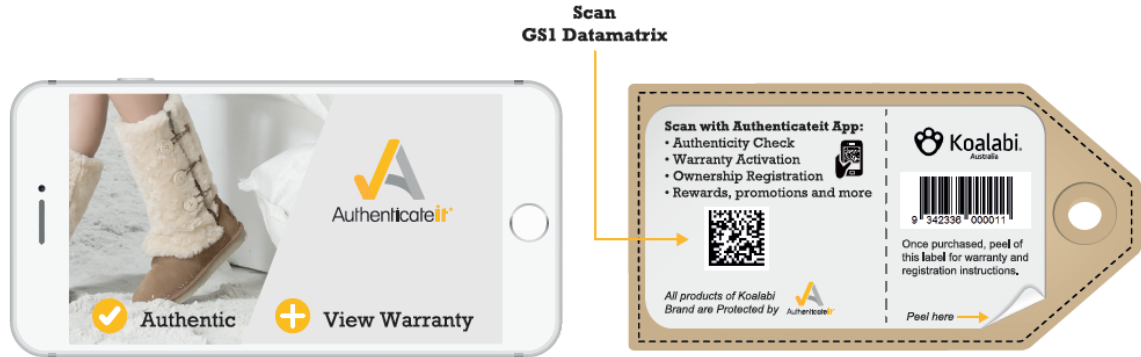 Scan
GS1 Datamatrix
Authenticateit
Authentic
View Warranty
Scan with Authenticateit App:
• Authenticity Check
• Warranty Activation
• Ownership Registration
• Rewards, promotions and more
All products of Koalabi
Brand are Protected by
Authenticateit
Koalabi.
Australia
9 342336 000011
Once purchased, peel of
this label for warranty and
registration instructions.
Peel here